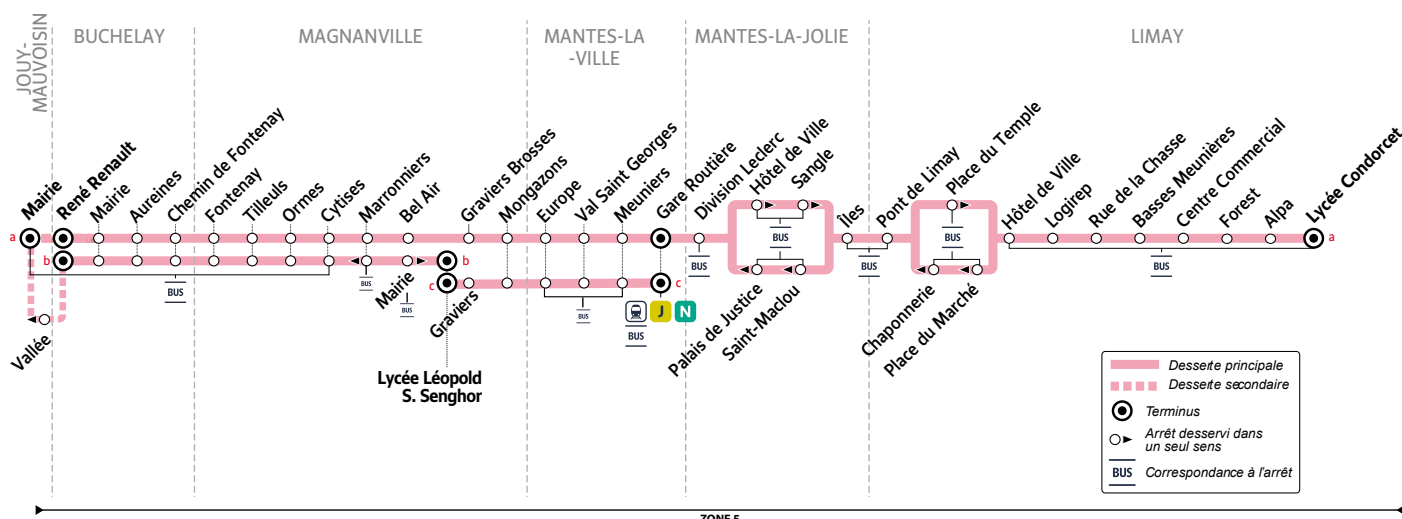 JOUY-
MAUVOISIN
BUCHELAY
MAGNANVILLE
MANTES-LA
-VILLE
MANTES-LA-JOLIE
LIMAY
Mairie
René Renault
Mairie
Aureines
Chemin de Fontenay
Fontenay
Tilleuls
Ormes
Cytises
Marronniers
Bel Air
Graviers Brosses
Mongazons
Europe
Val Saint Georges
Meuniers
Gare Routière
Division Leclerc
Hôtel de Ville
Sangle
Îles
Pont de Limay
Place du Temple
Hôtel de Ville
Logirep
Rue de la Chasse
Basses Meunières
Centre Commercial
Forest
Alpa
Lycée Condorcet
a
a
BUS
BUS
b
b
c
c
BUS
BUS
BUS
BUS
BUS
BUS
BUS
BUS
BUS
BUS
Mairie
Graviers
J
N
Vallée
Palais de Justice
Saint-Maclou
Chaponnerie
Place du Marché
Lycée Léopold
S. Senghor
Desserte principale
Desserte secondaire
Terminus
Arrêt desservi dans
un seul sens
BUS
Correspondance à l'arrêt
ZONE 5